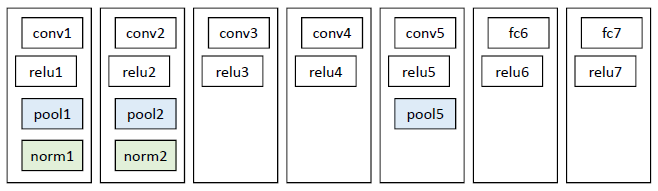 conv1
relu1
pool1
norm1
conv2
relu2
pool2
norm2
conv3
relu3
conv4
relu4
conv5
relu5
pool5
fc6
relu6
fc7
relu7